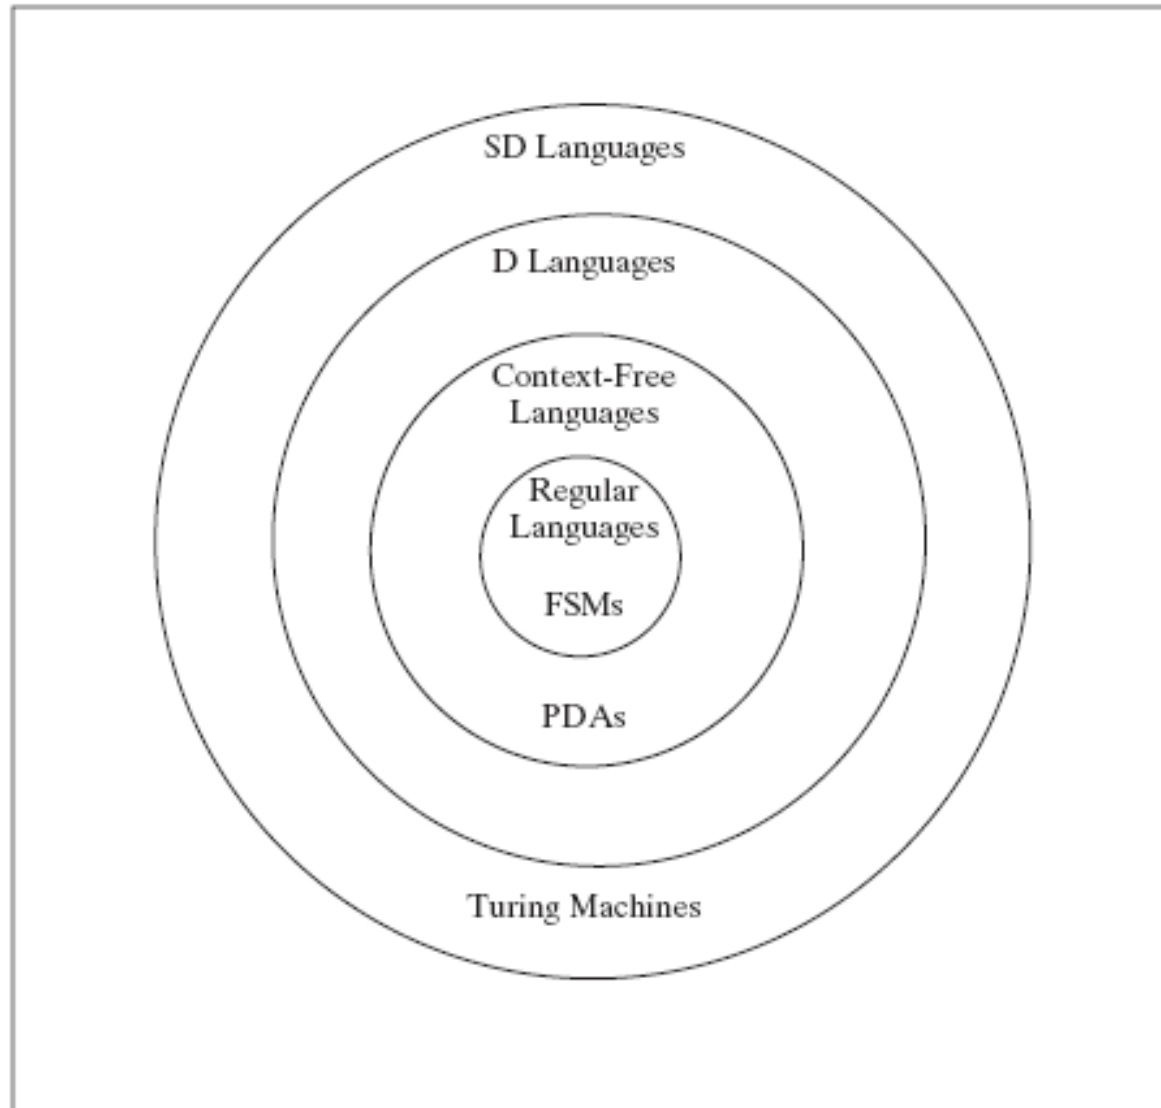 SD Languages
D Languages
Context-Free
Languages
Regular
Languages
FSMs
PDAs
Turing Machines